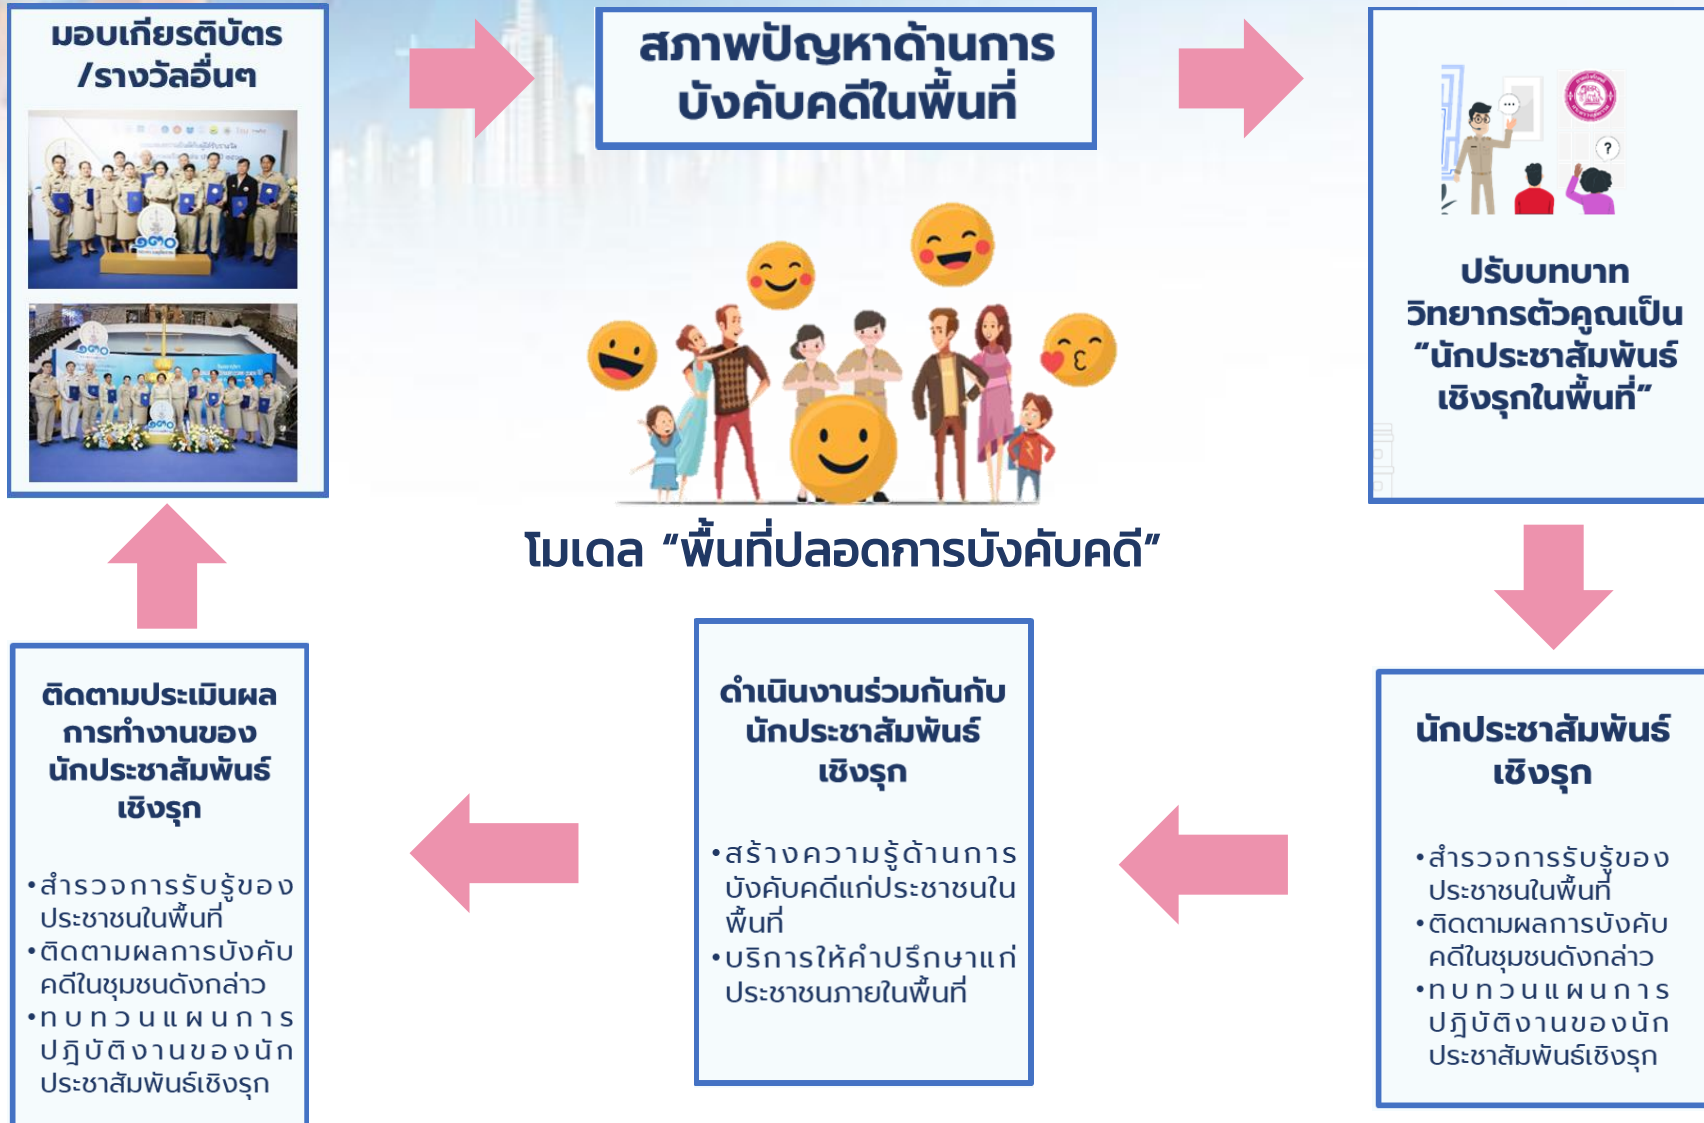 มอบเกียรติบัตร
/รางวัลอื่นๆ
๑๓๐
๑๓๐
๑๓๐
สภาพปัญหาด้านการ
บังคับคดีในพื้นที่
?
ปรับบทบาท
วิทยากรตัวคูณเป็น
“นักประชาสัมพันธ์
เชิงรุกในพื้นที่”
โมเดล “พื้นที่ปลอดการบังคับคดี”
ติดตามประเมินผล
การทำงานของ
นักประชาสัมพันธ์
เชิงรุก
•สำรวจการรับรู้ของ
ประชาชนในพื้นที่
•ติดตามผลการบังคับ
คดีในชุมชนดังกล่าว
•ทบทวนแผนการ
ปฎิบัติงานของนัก
ประชาสัมพันธ์เชิงรุก
ดำเนินงานร่วมกันกับ
นักประชาสัมพันธ์
เชิงรุก
•สร้างความรู้ด้านการ
บังคับคดีแก่ประชาชนใน
พื้นที่
•บริการให้คำปรึกษาแก่
ประชาชนภายในพื้นที่
นักประชาสัมพันธ์
เชิงรุก
•สำรวจการรับรู้ของ
ประชาชนในพื้นที่
•ติดตามผลการบังคับ
คดีในชุมชนดังกล่าว
•ทบทวนแผนการ
ปฎิบัติงานของนัก
ประชาสัมพันธ์เชิงรุก